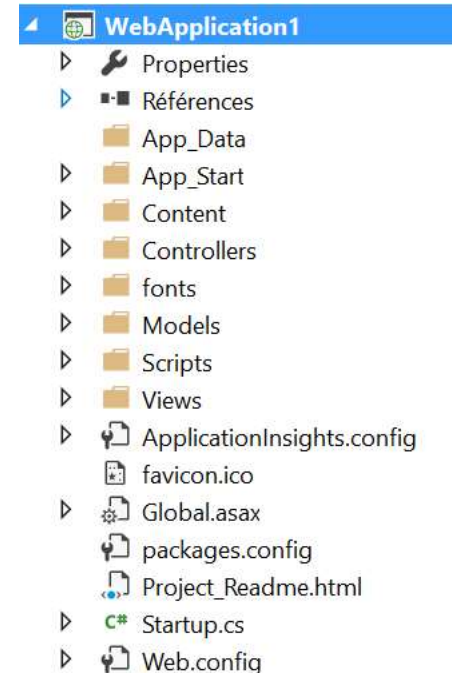 WebApplication1
Properties
Références
App_Data
App_Start
Content
Controllers
fonts
Models
Scripts
Views
ApplicationInsights.config
favicon.ico
Global.asax
packages.config
Project_Readme.html
C# Startup.cs
Web.config